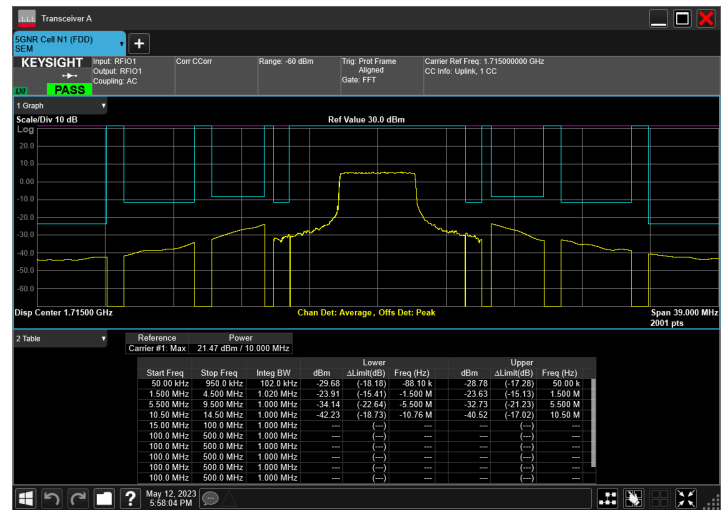 Transceiver A
5GNR Cell N1 (FDD)
SEM
KEYSIGHT
LXI
PASS
Input: RFIO1
Output: RFIO1
Coupling: AC
Corr CCorr
Range: -60 dBm
Trig: Prot Frame
Aligned
Gate: FFT
Carrier Ref Freq: 1.715000000 GHz
CC Info: Uplink, 1 CC
1 Graph
Scale/Div 10 dB
Ref Value 30.0 dBm
Log
20.0
10.0
0.00
-10.0
-20.0
-30.0
-40.0
-50.0
-60.0
Disp Center 1.71500 GHz
Chan Det: Average , Offs Det: Peak
Span 39.000 MHz
2001 pts
2 Table
Reference Power
Carrier #1: Max 21.47 dBm / 10.000 MHz
Lower Upper
Start Freq Stop Freq Integ BW dBm ΔLimit(dB) Freq (Hz) dBm ΔLimit(dB) Freq (Hz)
50.00 kHz 950.0 kHz 102.0 kHz -29.68 (-18.18) -88.10 k -28.78 (-17.28) 50.00 k
1.500 MHz 4.500 MHz 1.020 MHz -23.91 (-15.41) -1.500 M -23.63 (-15.13) 1.500 M
5.500 MHz 9.500 MHz 1.000 MHz -34.14 (-22.64) -5.500 M -32.73 (-21.23) 5.500 M
10.50 MHz 14.50 MHz 1.000 MHz -42.23 (-18.73) -10.76 M -40.52 (-17.02) 10.50 M
15.00 MHz 100.0 MHz 1.000 MHz --- (---) --- --- (---) ---
100.0 MHz 500.0 MHz 1.000 MHz --- (---) --- --- (---) ---
100.0 MHz 500.0 MHz 1.000 MHz --- (---) --- --- (---) ---
100.0 MHz 500.0 MHz 1.000 MHz --- (---) --- --- (---) ---
100.0 MHz 500.0 MHz 1.000 MHz --- (---) --- --- (---) ---
100.0 MHz 500.0 MHz 1.000 MHz --- (---) --- --- (---) ---
May 12, 2023
5:58:04 PM